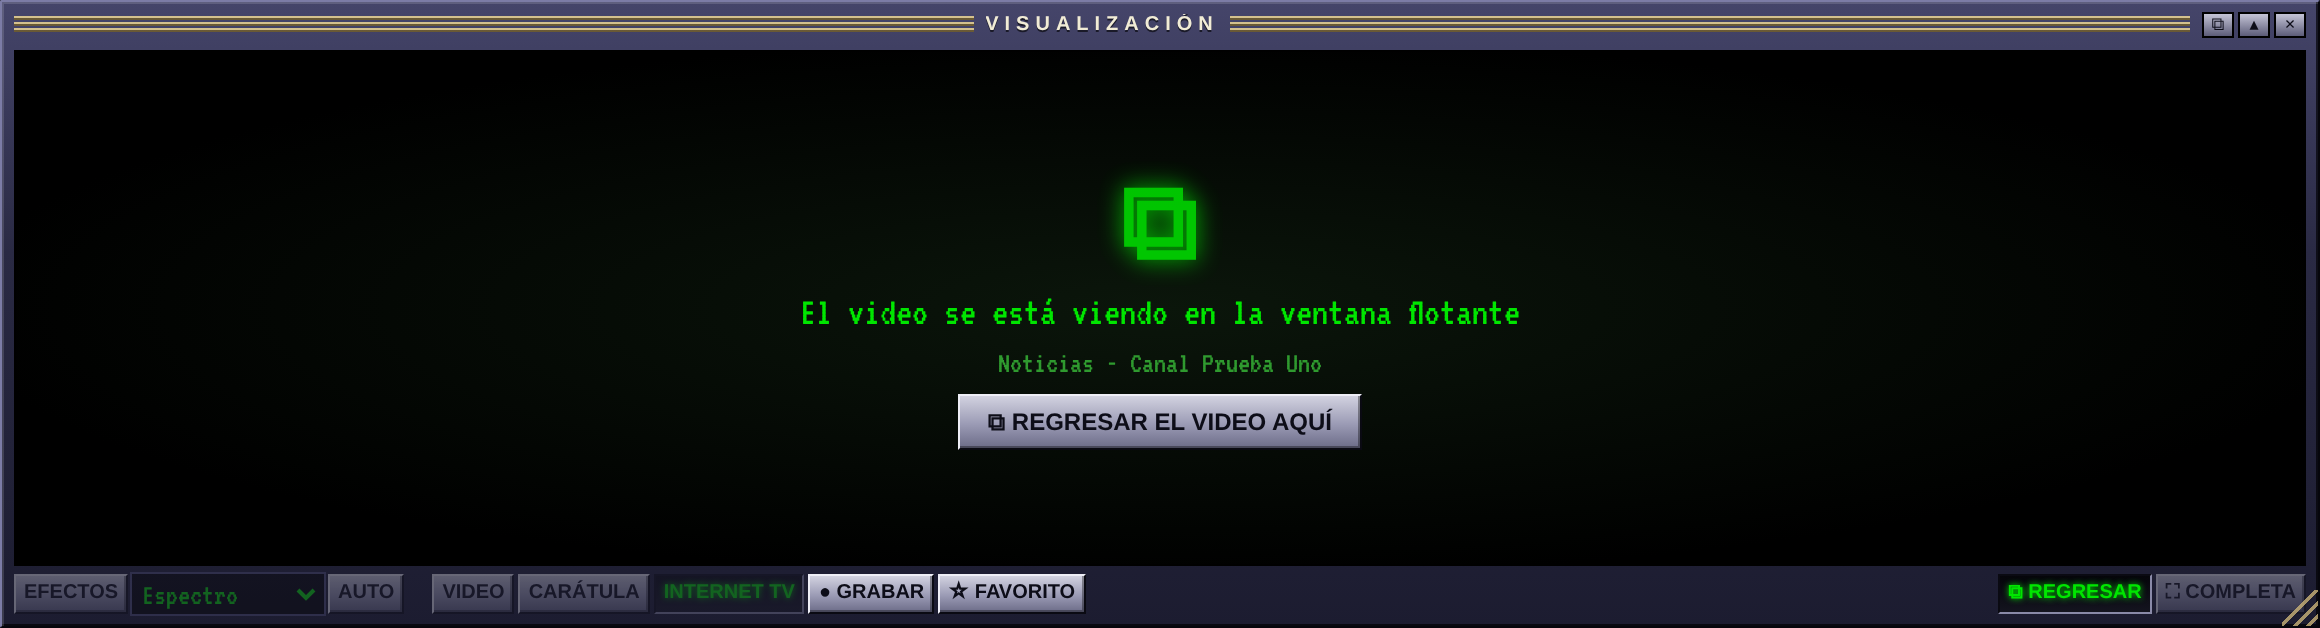 VISUALIZACIÓN
El video se está viendo en la ventana flotante
Noticias - Canal Prueba Uno
REGRESAR EL VIDEO AQUÍ
EFECTOS Espectro AUTO VIDEO CARÁTULA INTERNET TV ● GRABAR ☆ FAVORITO REGRESAR COMPLETA